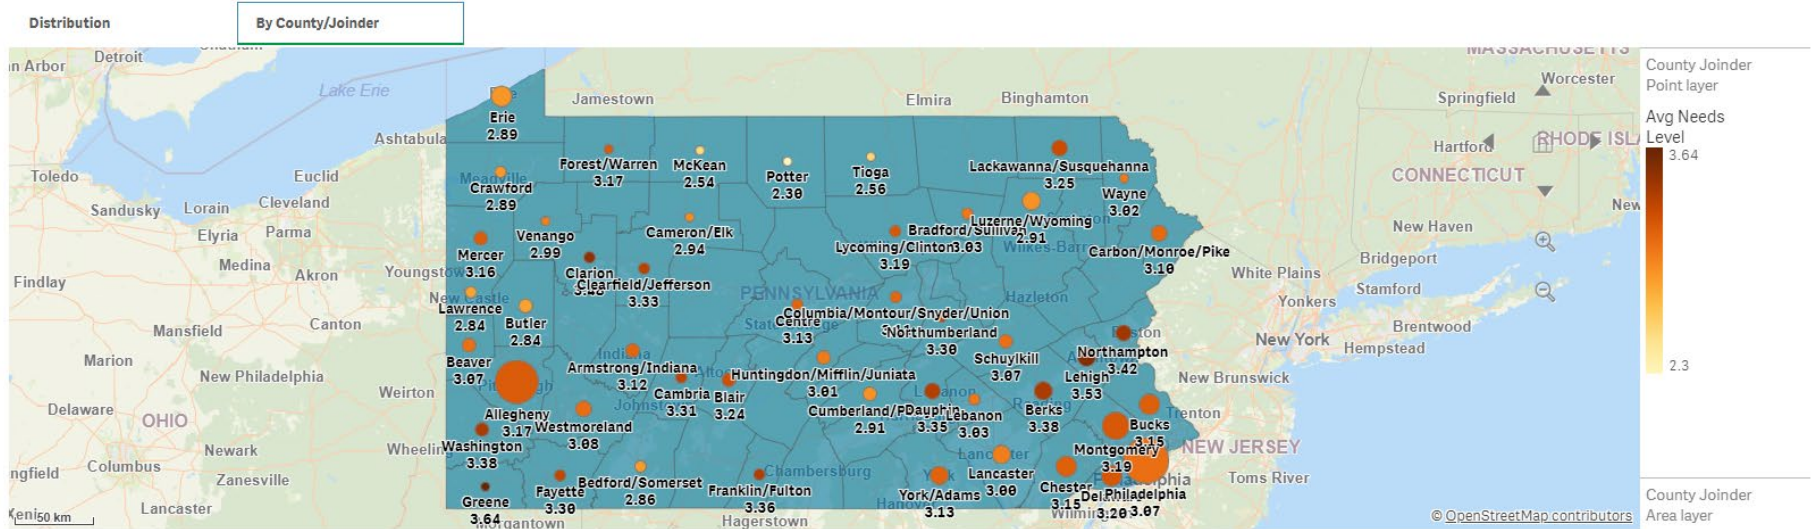 Distribution
By County/Joinder
MASSACHUSETTS
Detroit
Worcester
Lake Erie
Jamestown
Elmira
Binghamton
Springfield
Erie
2.89
Ashtabula
Hartford
Forest/Warren
3.17
McKean
2.54
Potter
2.30
Tioga
2.56
Lackawanna/Susquehanna
3.25
Toledo
Euclid
Meadville
Crawford
2.89
Wayne
3.02
CONNECTICUT
Sandusky
Lorain
Cleveland
Elyria
Parma
Venango
2.99
Cameron/Elk
2.94
Lycoming/Clinton
3.19
Bradford/Sullivan
3.03
Luzerne/Wyoming
2.91
Wilkes-Barr
Carbon/Monroe/Pike
3.10
New Haven
Medina
Akron
Mercer
3.16
Findlay
Clarion
Clearfield/Jefferson
3.33
White Plains
Bridgeport
Stamford
Yonkers
PENNSYLVANIA
Hazleton
New Castle
Lawrence
2.84
Butler
2.84
Mansfield
Canton
Centre
3.13
Columbia/Montour/Snyder/Union
Northumberland
3.30
Schuylkill
3.07
Northampton
3.42
Lehigh
3.53
Brentwood
New York
Hempstead
Marion
New Philadelphia
Weirton
Beaver
3.07
Indiana
Armstrong/Indiana
3.12
Cambria
3.31
Blair
3.24
Huntingdon/Mifflin/Juniata
3.01
New Brunswick
Delaware
OHIO
Allegheny
3.17
Westmoreland
3.08
Cumberland/P
2.91
Dauphin
3.35
Lebanon
3.03
Berks
3.38
Trenton
Bucks
3.15
Newark
Wheeling
Washington
3.38
Montgomery
3.19
NEW JERSEY
Columbus
Zanesville
Chambersburg
Lancaster
3.00
Toms River
Greene
3.64
Fayette
3.30
Bedford/Somerset
2.86
Franklin/Fulton
3.36
York/Adams
3.13
Chester
3.15
3.20
Philadelphia
3.07
Lancaster
Morgantown
Hagerstown
50 km
© OpenStreetMap contributors
County Joinder
Point layer
Avg Needs
Level
3.64
2.3
County Joinder
Area layer